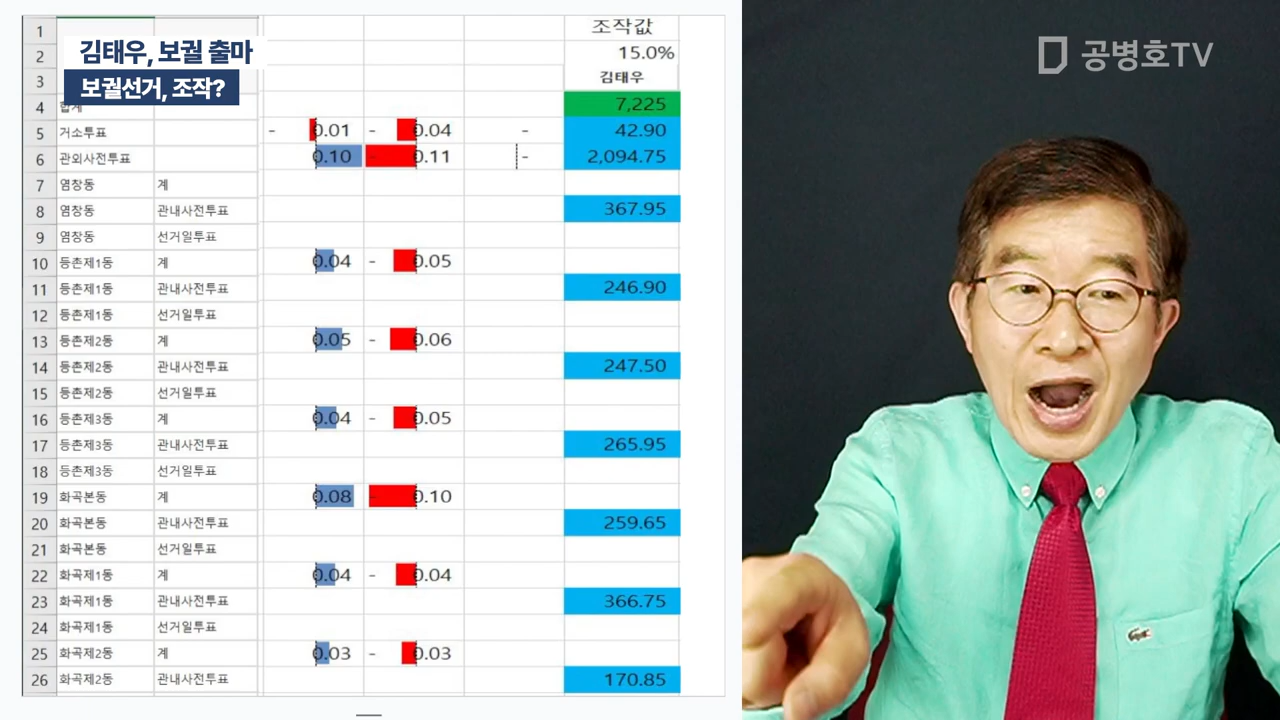 김태우, 보궐 출마
보궐선거, 조작?
공병호TV
1 조작값
2 15.0%
3 김태우
4 합계 7,225
5 거소투표 - 0.01 - 0.04 - 42.90
6 관외사전투표 0.10 - 0.11 - 2,094.75
7 염창동 계
8 염창동 관내사전투표 367.95
9 염창동 선거일투표
10 등촌제1동 계 0.04 - 0.05
11 등촌제1동 관내사전투표 246.90
12 등촌제1동 선거일투표
13 등촌제2동 계 0.05 - 0.06
14 등촌제2동 관내사전투표 247.50
15 등촌제2동 선거일투표
16 등촌제3동 계 0.04 - 0.05
17 등촌제3동 관내사전투표 265.95
18 등촌제3동 선거일투표
19 화곡본동 계 0.08 - 0.10
20 화곡본동 관내사전투표 259.65
21 화곡본동 선거일투표
22 화곡제1동 계 0.04 - 0.04
23 화곡제1동 관내사전투표 366.75
24 화곡제1동 선거일투표
25 화곡제2동 계 0.03 - 0.03
26 화곡제2동 관내사전투표 170.85